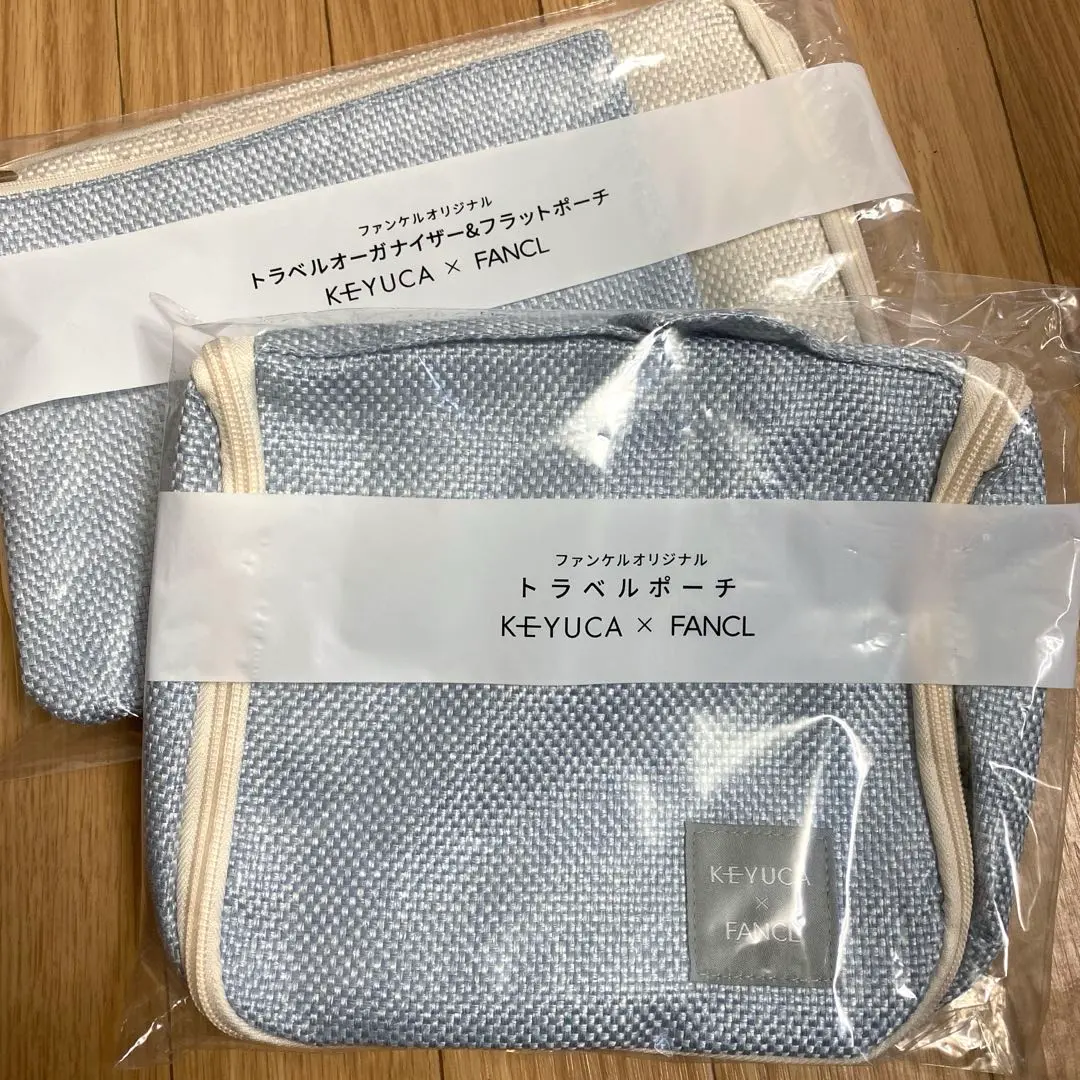 ファンケルオリジナル
トラベルオーガナイザー&フラットポーチ
KEYUCA × FANCL
ファンケルオリジナル
トラベルポーチ
KEYUCA × FANCL
KEYUCA
×
FANCL